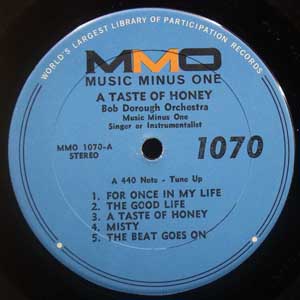 WORLD'S LARGEST LIBRARY OF PARTICIPATION RECORDS
MMO
MUSIC MINUS ONE
A TASTE OF HONEY
Bob Dorough Orchestra
Music Minus One
Singer or Instrumentalist
MMO 1070-A
STEREO
1070
A 440 Note - Tune Up
1. FOR ONCE IN MY LIFE
2. THE GOOD LIFE
3. A TASTE OF HONEY
4. MISTY
5. THE BEAT GOES ON